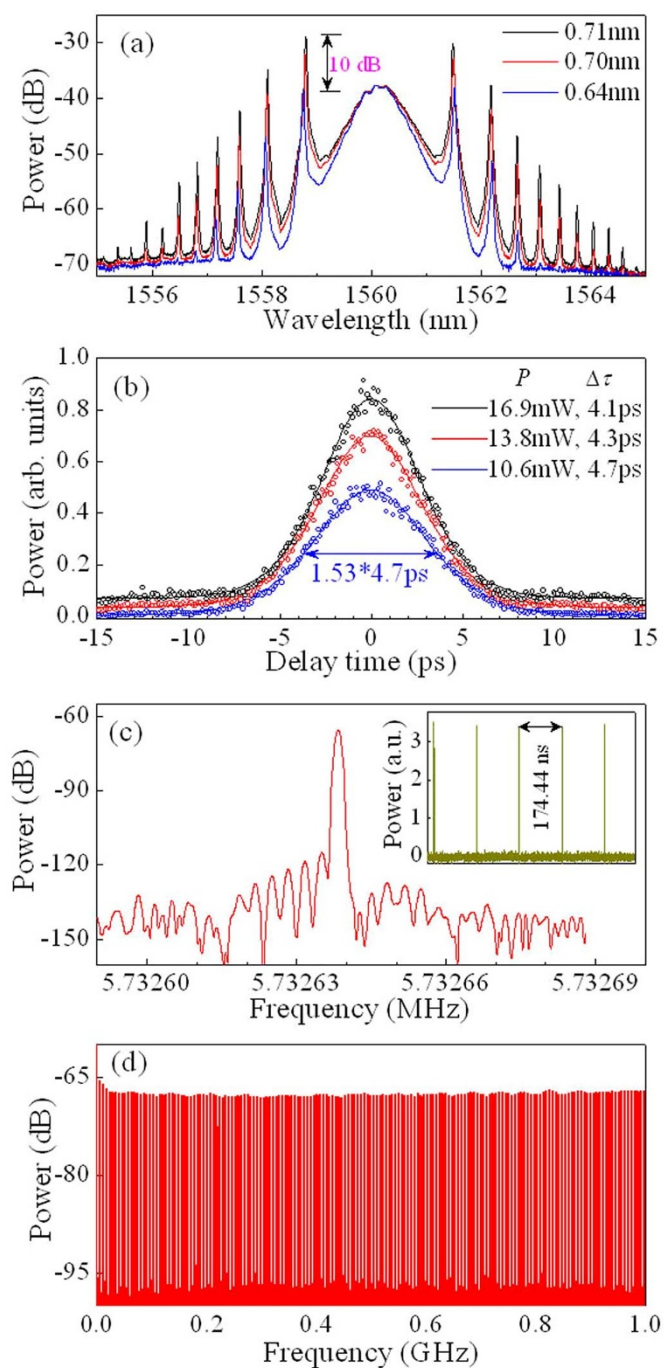 (a)
10 dB
0.71nm
0.70nm
0.64nm
Power (dB)
-30
-40
-50
-60
-70
1556 1558 1560 1562 1564
Wavelength (nm)
(b)
P Δτ
16.9mW, 4.1ps
13.8mW, 4.3ps
10.6mW, 4.7ps
1.53*4.7ps
Power (arb. units)
1.0
0.8
0.6
0.4
0.2
0.0
-15 -10 -5 0 5 10 15
Delay time (ps)
(c)
Power (dB)
-60
-90
-120
-150
Power (a.u.)
3
2
1
0
174.44 ns
5.73260 5.73263 5.73266 5.73269
Frequency (MHz)
(d)
Power (dB)
-65
-80
-95
0.0 0.2 0.4 0.6 0.8 1.0
Frequency (GHz)